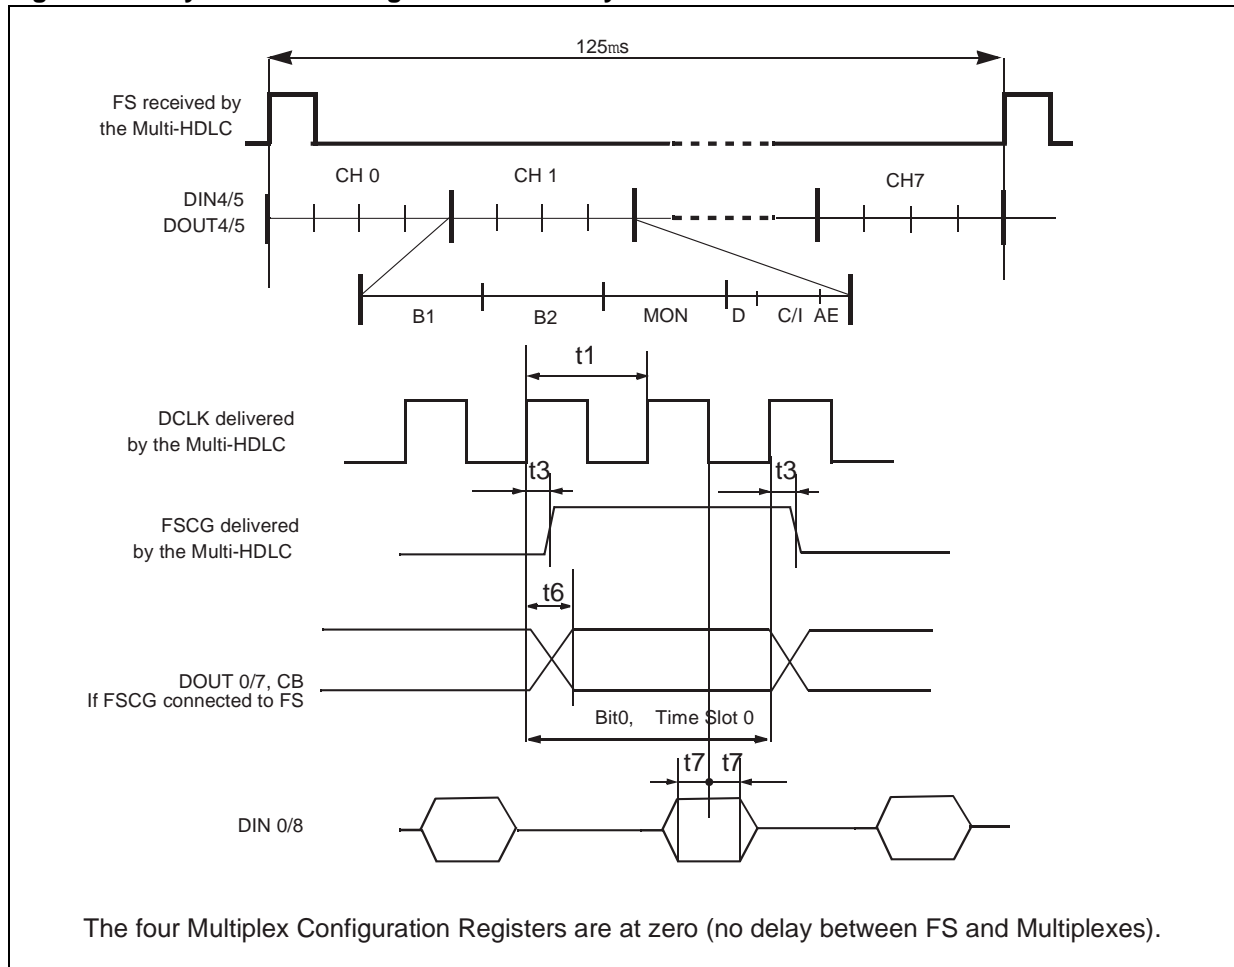 125ms
FS received by
the Multi-HDLC
CH 0
CH 1
CH7
DIN4/5
DOUT4/5
B1
B2
MON
D
C/I
AE
t1
DCLK delivered
by the Multi-HDLC
t3
t3
FSCG delivered
by the Multi-HDLC
t6
DOUT 0/7, CB
If FSCG connected to FS
Bit0, Time Slot 0
t7
t7
DIN 0/8
The four Multiplex Configuration Registers are at zero (no delay between FS and Multiplexes).